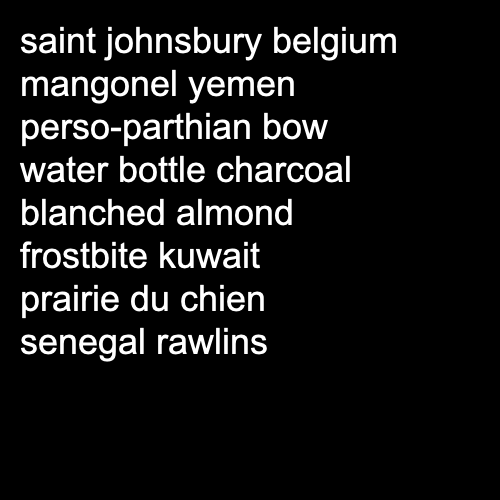 saint johnsbury belgium
mangonel yemen
perso-parthian bow
water bottle charcoal
blanched almond
frostbite kuwait
prairie du chien
senegal rawlins